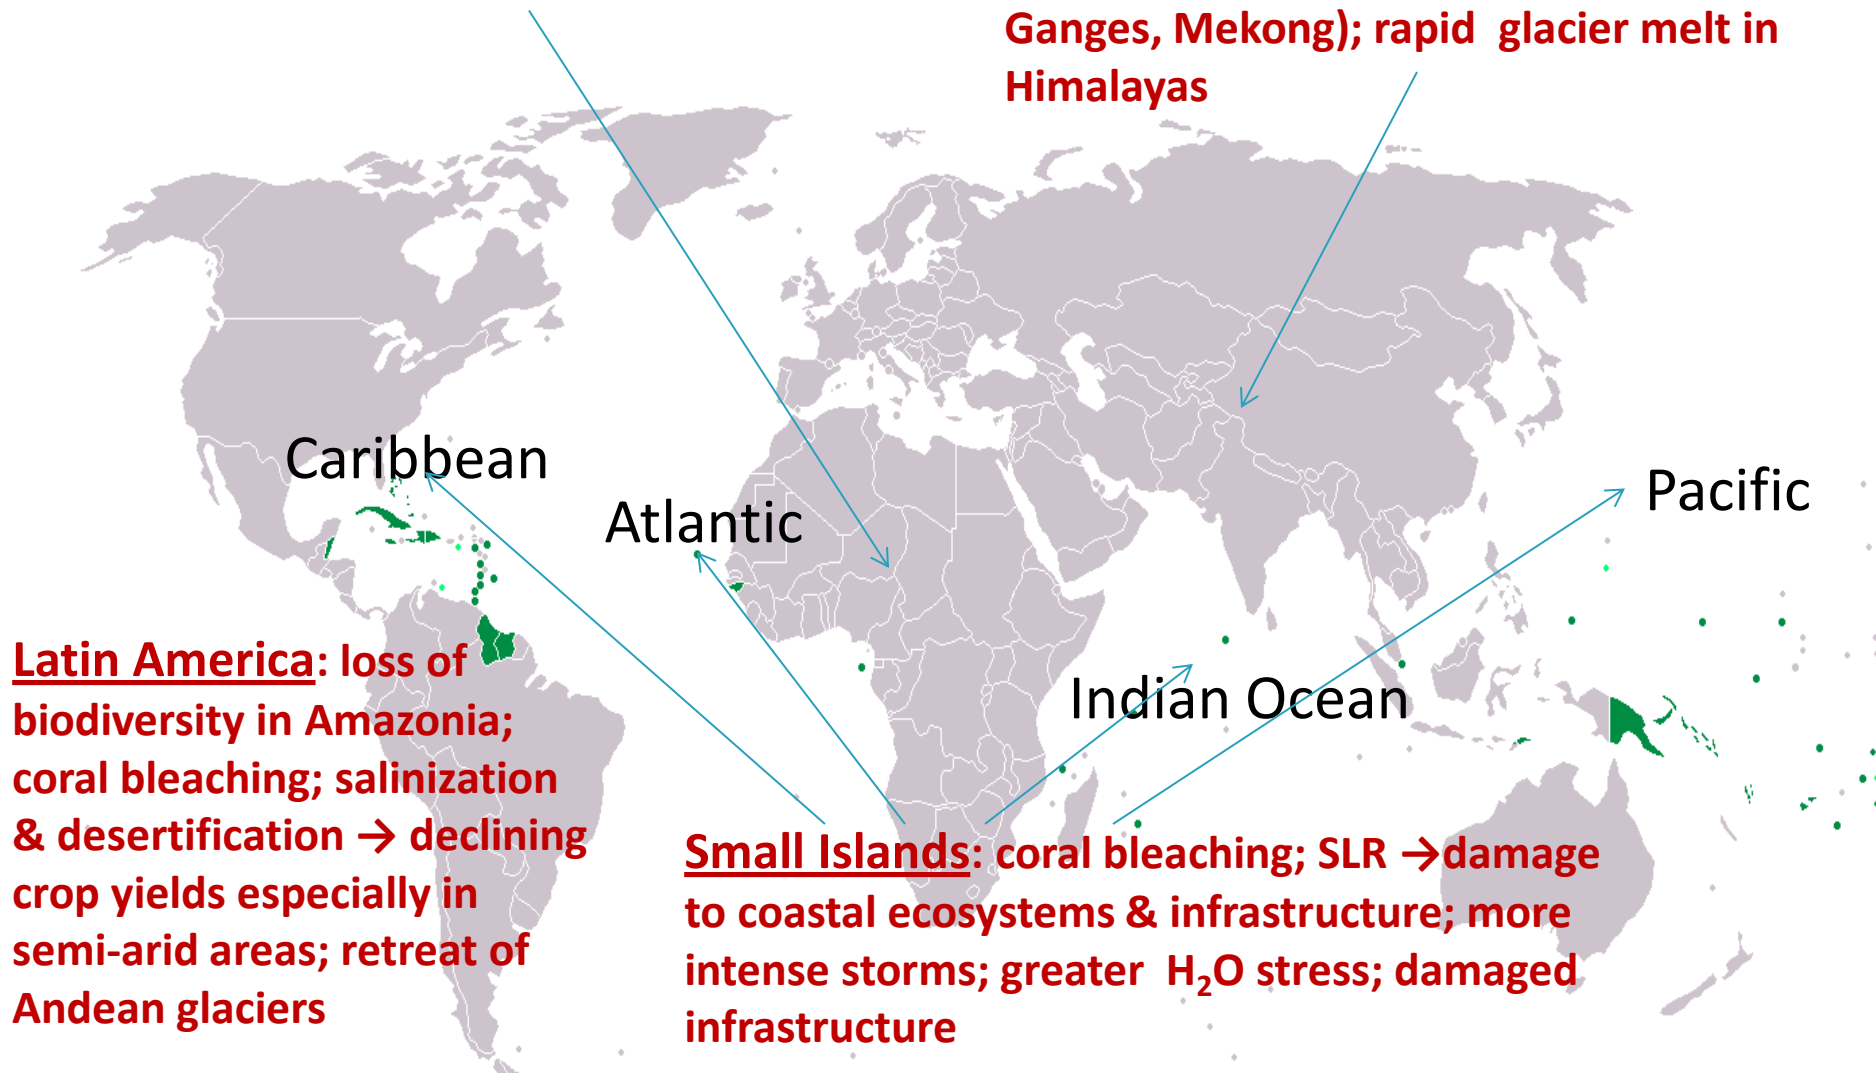 Ganges, Mekong); rapid glacier melt in
Himalayas
Caribbean
Atlantic
Pacific
Indian Ocean
Latin America: loss of
biodiversity in Amazonia;
coral bleaching; salinization
& desertification → declining
crop yields especially in
semi-arid areas; retreat of
Andean glaciers
Small Islands: coral bleaching; SLR →damage
to coastal ecosystems & infrastructure; more
intense storms; greater H₂O stress; damaged
infrastructure